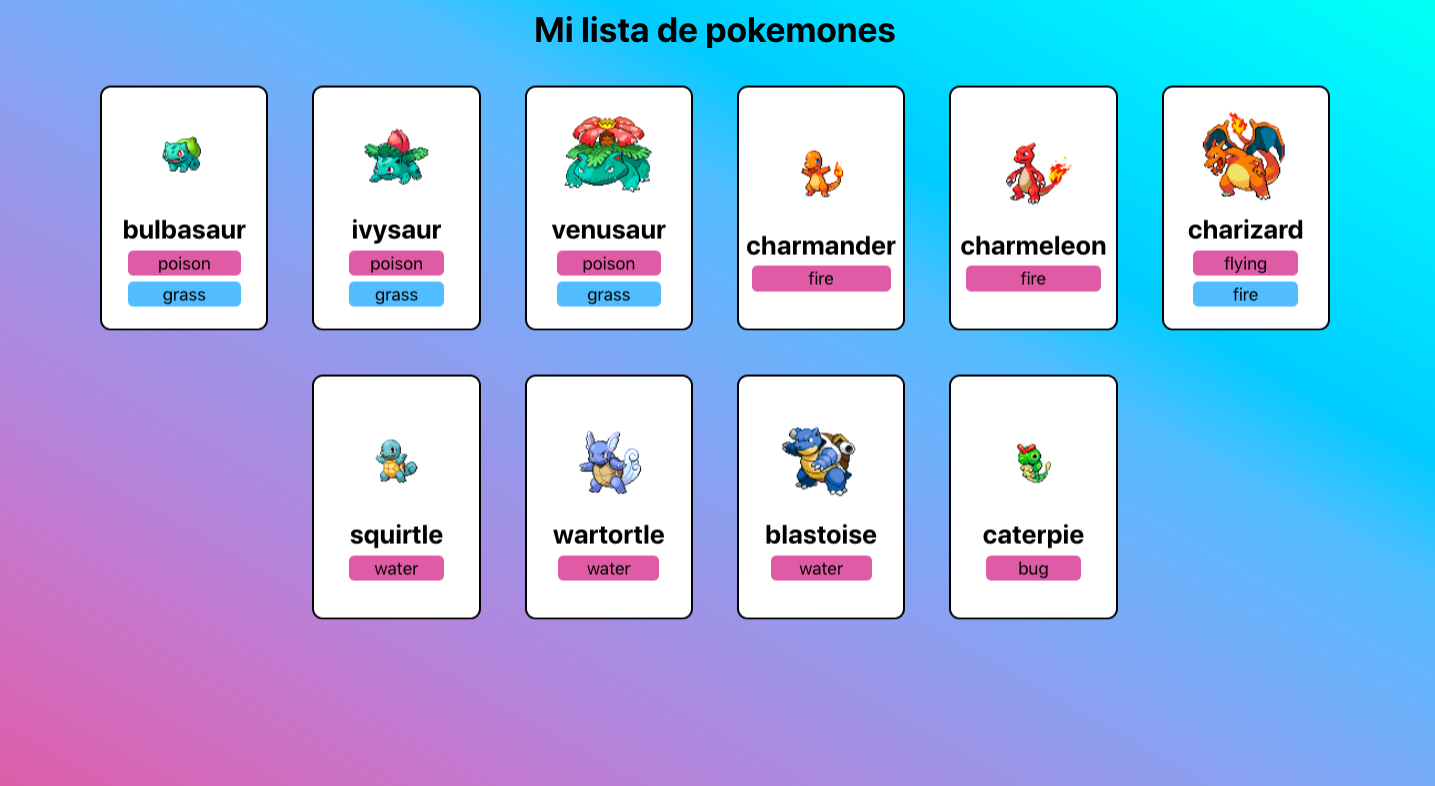 Mi lista de pokemones
bulbasaur
poison
grass
ivysaur
poison
grass
venusaur
poison
grass
charmander
fire
charmeleon
fire
charizard
flying
fire
squirtle
water
wartortle
water
blastoise
water
caterpie
bug